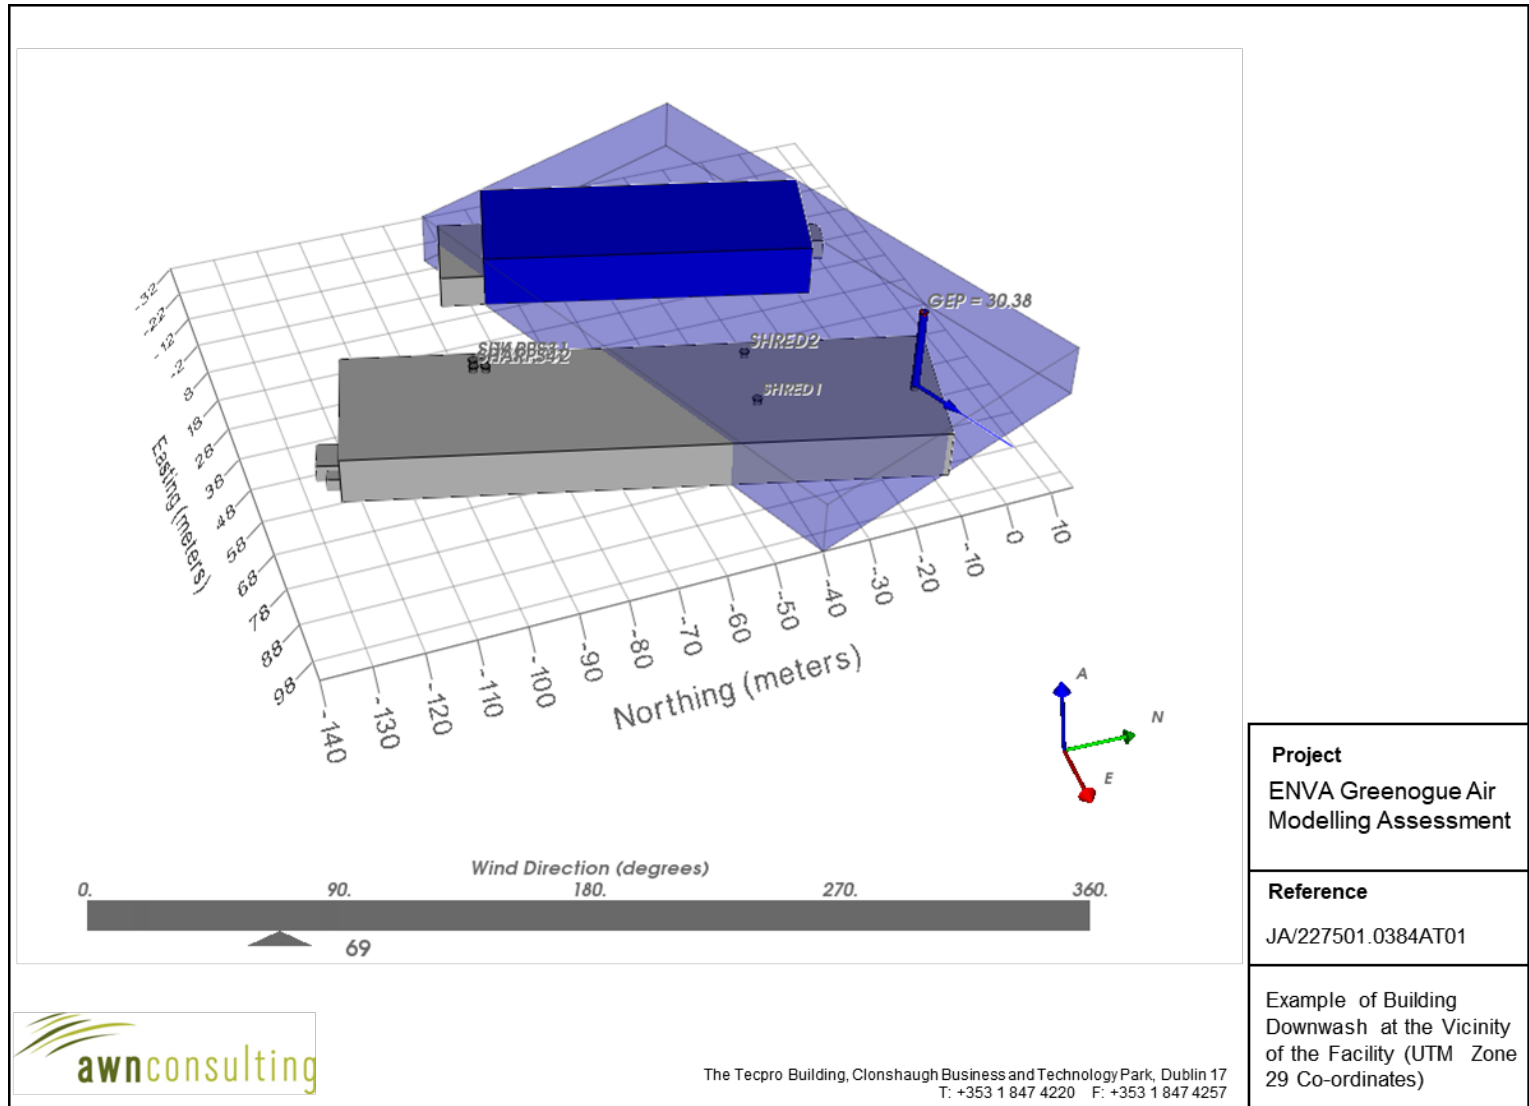 GEP = 30.38
SHRED2
SHRED1
-32
-22
-12
-2
8
18
28
38
48
58
68
78
88
98
Easting (meters)
-140
-130
-120
-110
-100
-90
-80
-70
-60
-50
-40
-30
-20
-10
0
10
Northing (meters)
A
N
E
Wind Direction (degrees)
0. 90. 180. 270. 360.
69
Project
ENVA Greenogue Air
Modelling Assessment
Reference
JA/227501.0384AT01
Example of Building
Downwash at the Vicinity
of the Facility (UTM Zone
29 Co-ordinates)
awnconsulting
The Tecpro Building, Clonshaugh Business and Technology Park, Dublin 17
T: +353 1 847 4220 F: +353 1 847 4257